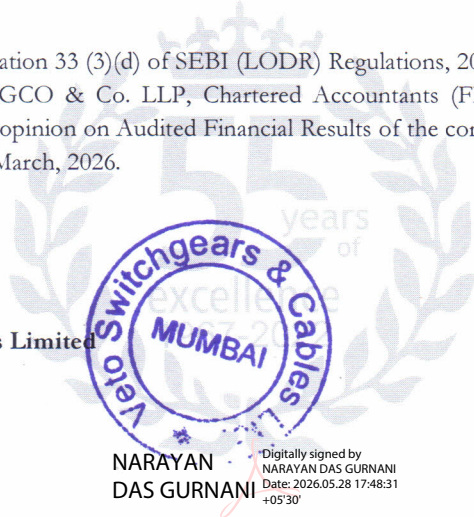 ation 33 (3)(d) of SEBI (LODR) Regulations, 20
GCO & Co. LLP, Chartered Accountants (F
opinion on Audited Financial Results of the con
March, 2026.
55
years
of
excellence
s Limited
Veto Switchgears & Cables L
MUMBAI
NARAYAN
DAS GURNANI
Digitally signed by
NARAYAN DAS GURNANI
Date: 2026.05.28 17:48:31
+05'30'